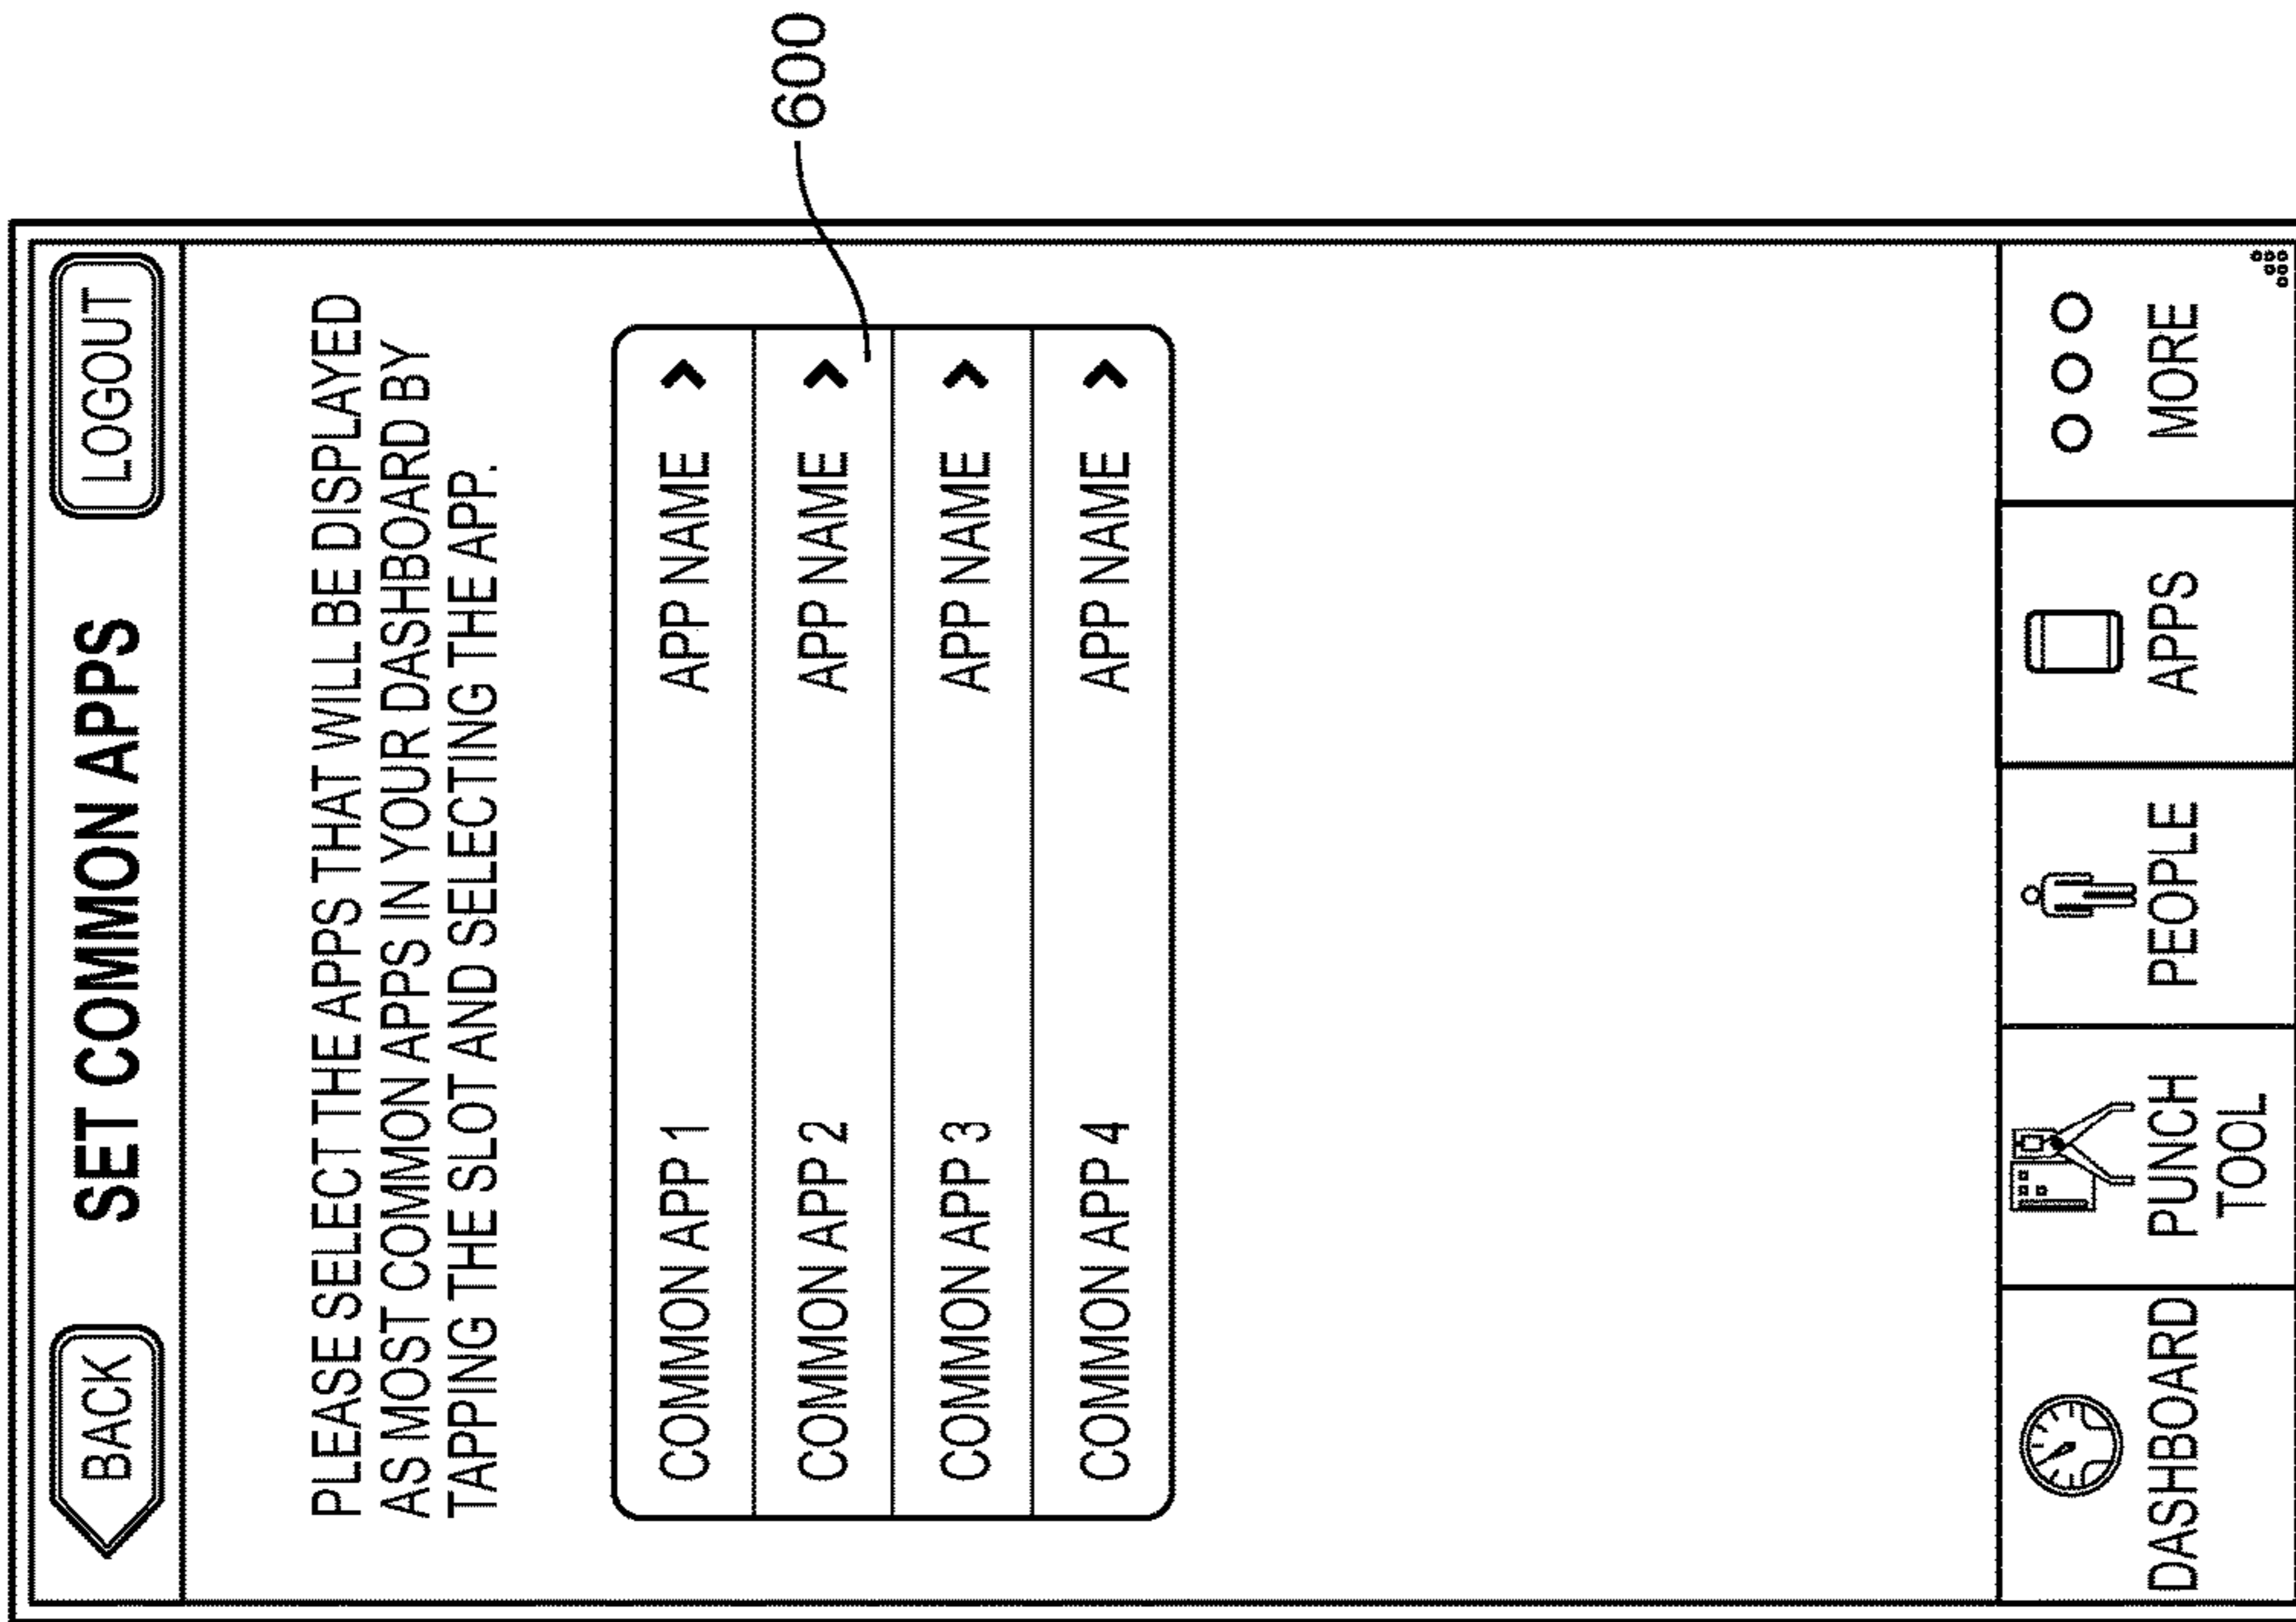 BACK
SET COMMON APPS
LOGOUT
PLEASE SELECT THE APPS THAT WILL BE DISPLAYED
AS MOST COMMON APPS IN YOUR DASHBOARD BY
TAPPING THE SLOT AND SELECTING THE APP.
COMMON APP 1 APP NAME >
COMMON APP 2 APP NAME >
COMMON APP 3 APP NAME >
COMMON APP 4 APP NAME >
600
DASHBOARD
PUNCH
TOOL
PEOPLE
APPS
MORE